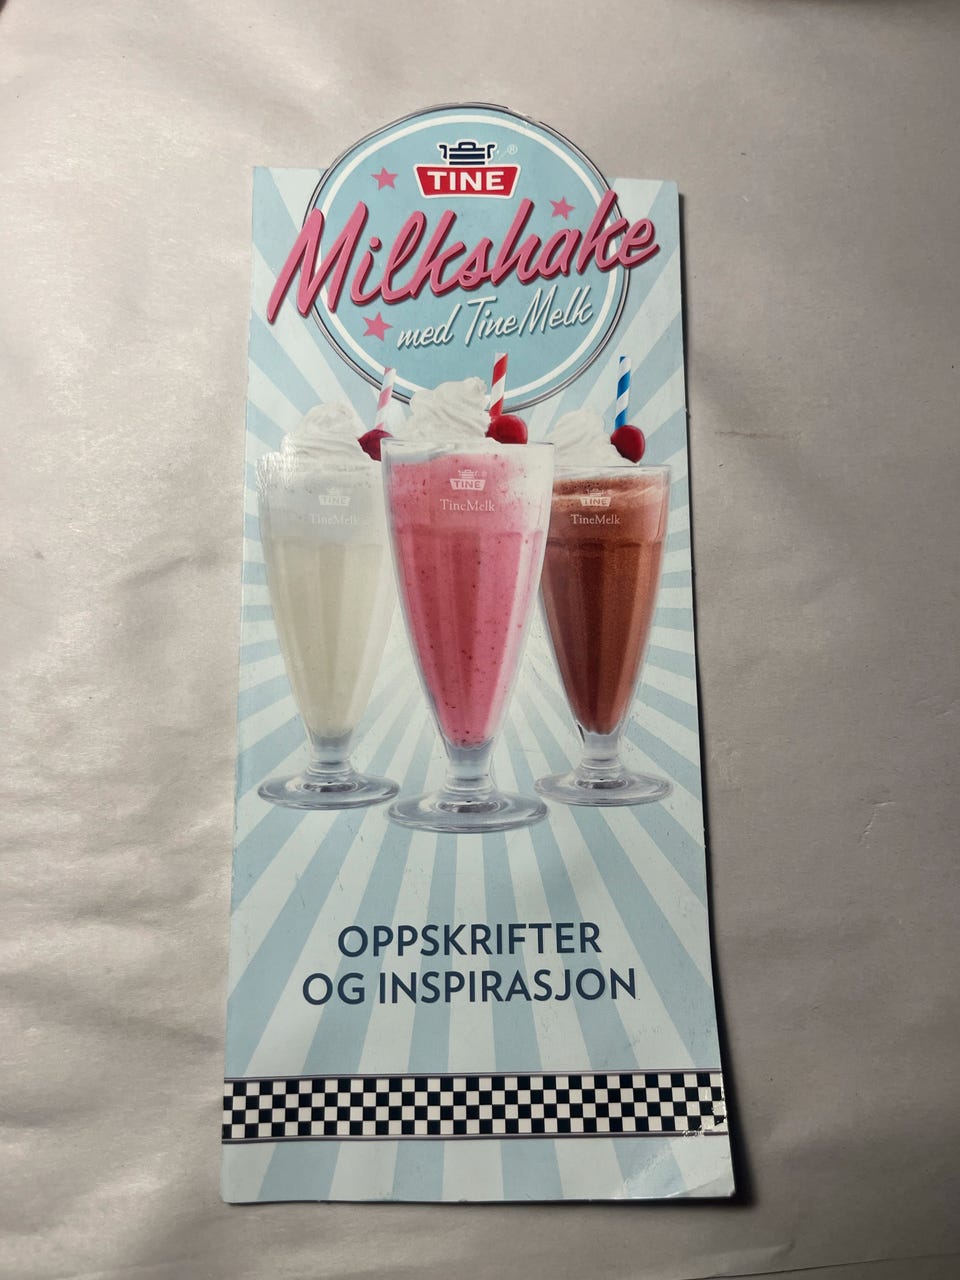 TINE
Milkshake
med TineMelk
TINE
TineMelk
TINE
TineMelk
TINE
TineMelk
OPPSKRIFTER
OG INSPIRASJON